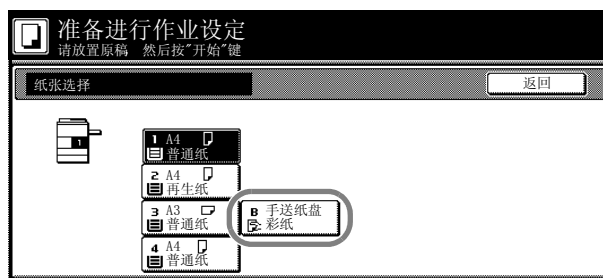 准备进行作业设定
请放置原稿 然后按"开始"键
纸张选择
返回
1
1 A4
普通纸
2 A4
再生纸
3 A3
普通纸
B 手送纸盘
彩纸
4 A4
普通纸